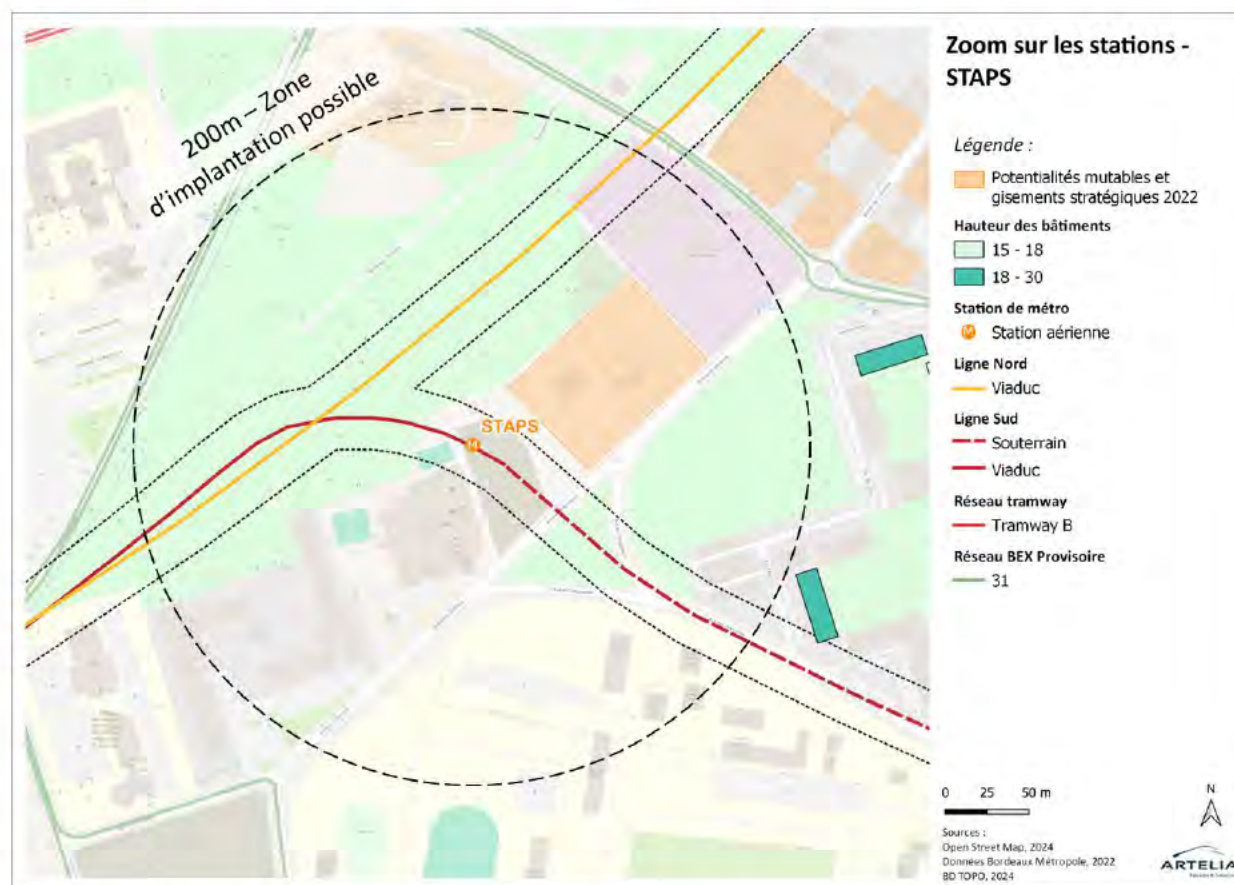 200m – Zone
d'implantation possible
STAPS
M
Zoom sur les stations -
STAPS
Légende :
Potentialités mutables et
gisements stratégiques 2022
Hauteur des bâtiments
15 - 18
18 - 30
Station de métro
M Station aérienne
Ligne Nord
Viaduc
Ligne Sud
Souterrain
Viaduc
Réseau tramway
Tramway B
Réseau BEX Provisoire
31
0 25 50 m
N
Sources :
Open Street Map, 2024
Données Bordeaux Métropole, 2022
BD TOPO, 2024
ARTELIA